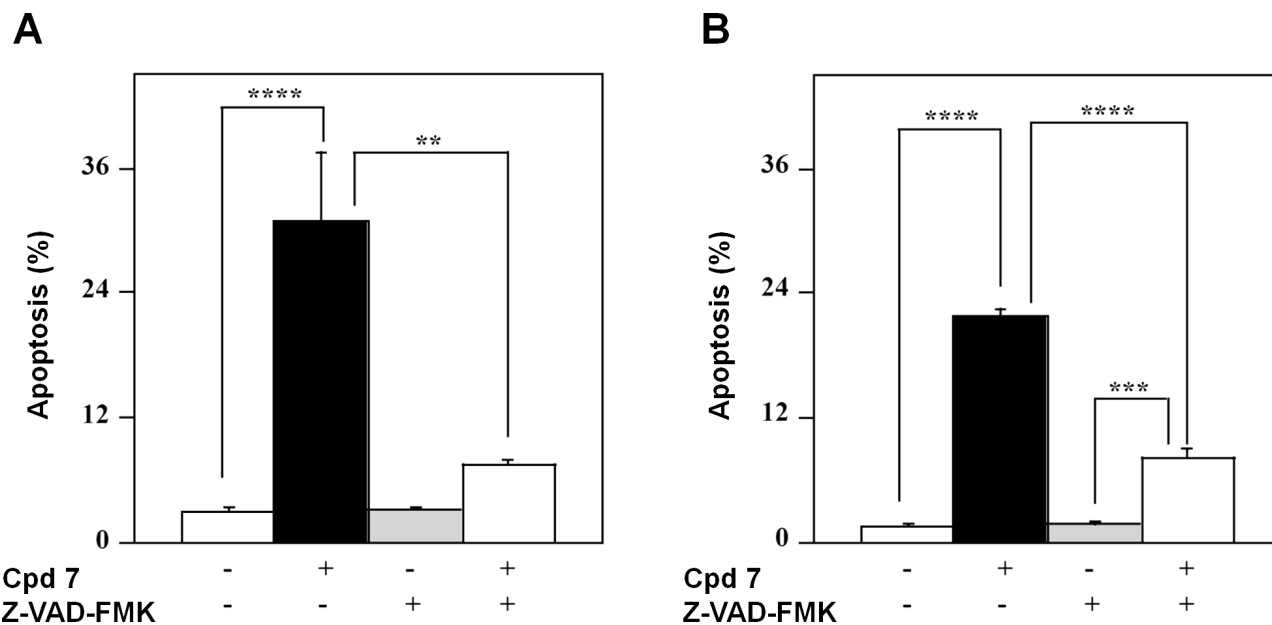 A
****
**
36
24
12
0
Apoptosis (%)
Cpd 7 - + - +
Z-VAD-FMK - - + +
B
****
****
***
36
24
12
0
Apoptosis (%)
Cpd 7 - + - +
Z-VAD-FMK - - + +